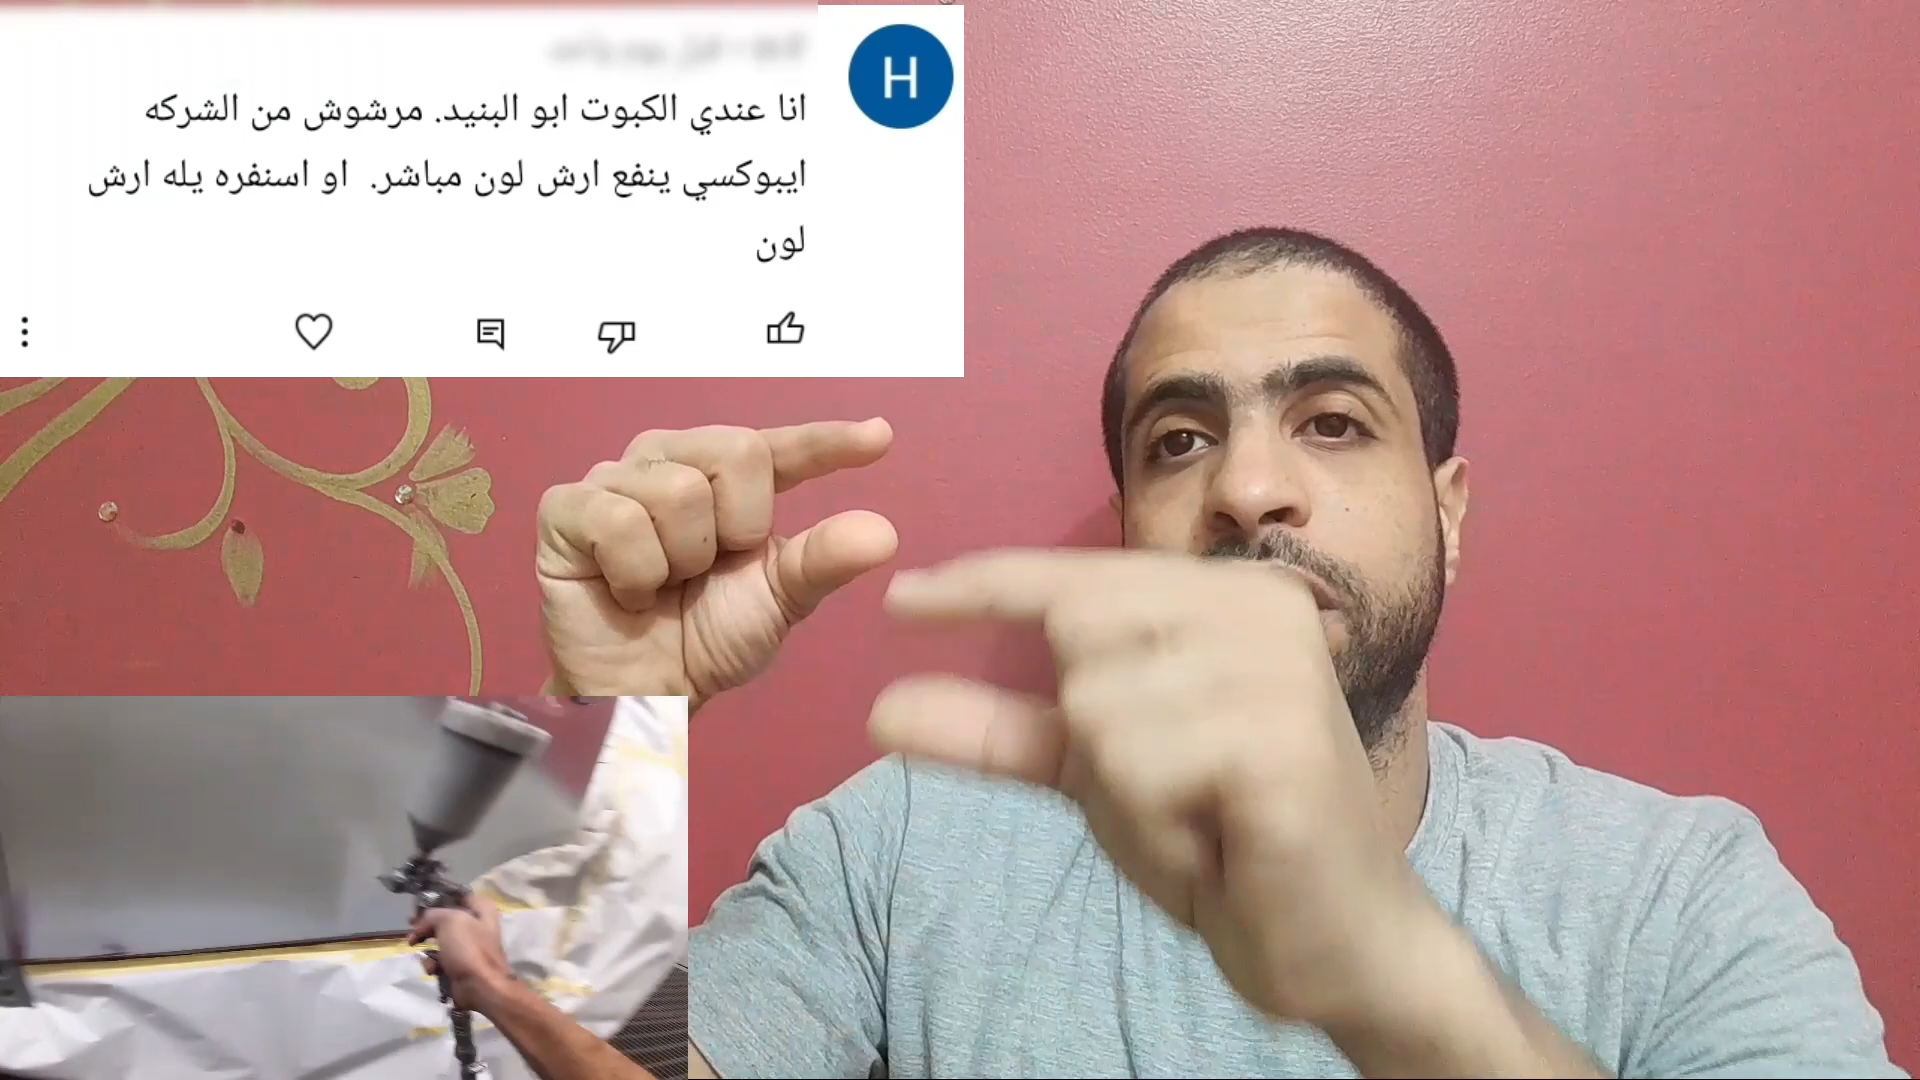 H
انا عندي الكبوت ابو البنيد. مرشوش من الشركه
ايبوكسي ينفع ارش لون مباشر. او اسنفره يله ارش
لون